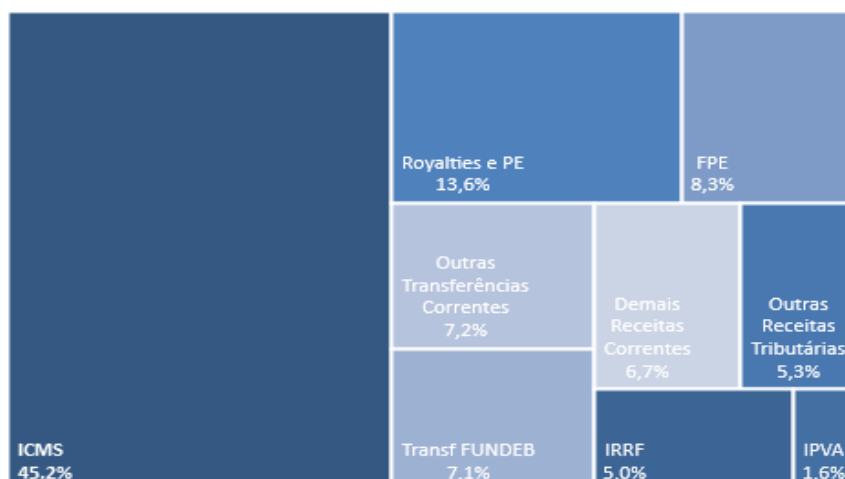 Royalties e PE
13,6%
FPE
8,3%
Outras
Transferências
Correntes
7,2%
Demais
Receitas
Correntes
6,7%
Outras
Receitas
Tributárias
5,3%
ICMS
45,2%
Transf FUNDEB
7,1%
IRRF
5,0%
IPVA
1,6%